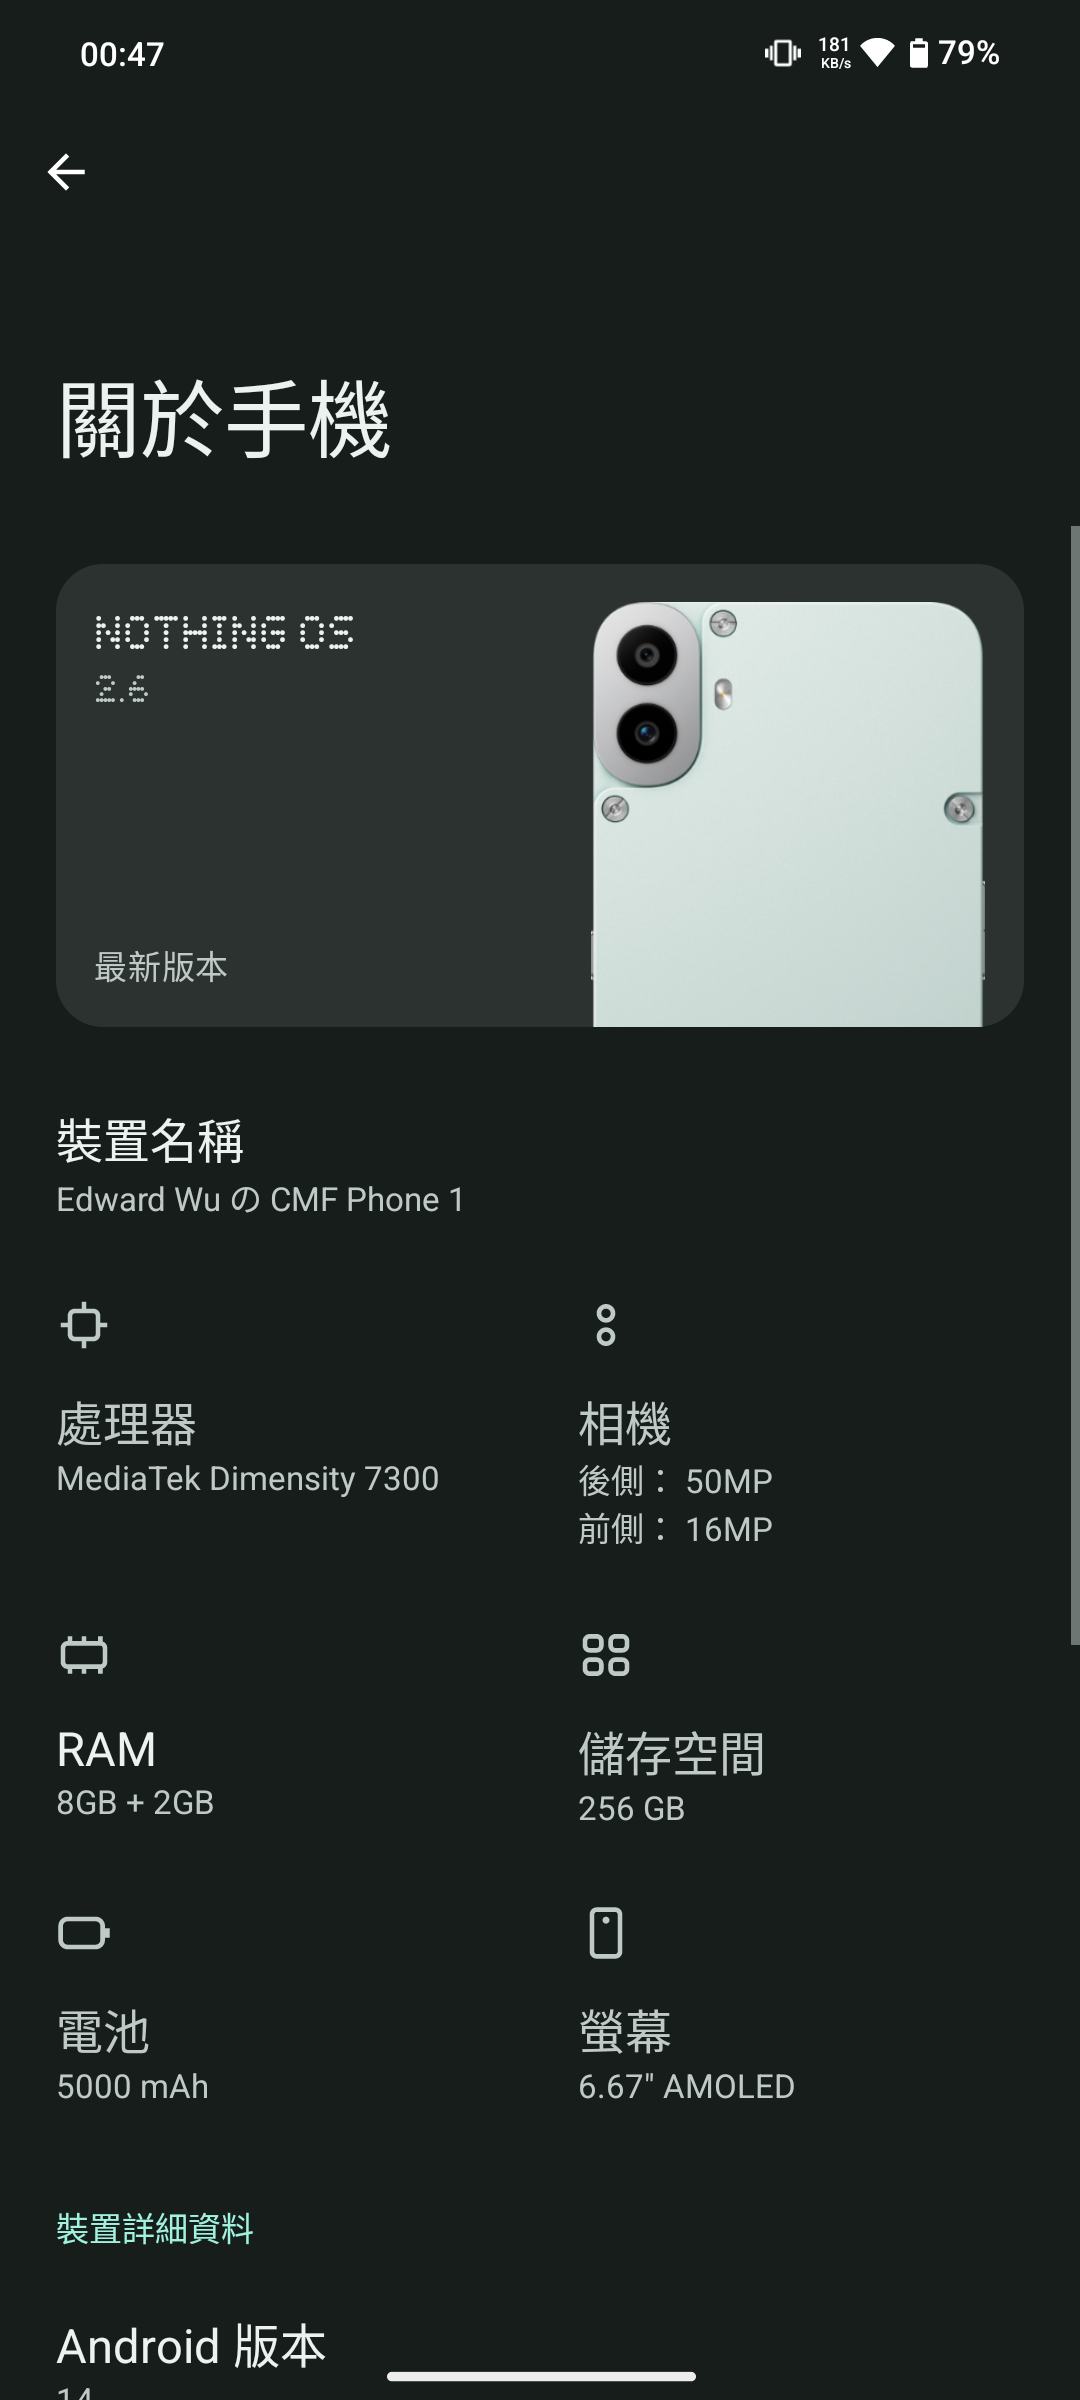 00:47
181
KB/s
79%
關於手機
NOTHING OS
2.6
最新版本
裝置名稱
Edward Wu の CMF Phone 1
處理器
MediaTek Dimensity 7300
相機
後側： 50MP
前側： 16MP
RAM
8GB + 2GB
儲存空間
256 GB
電池
5000 mAh
螢幕
6.67" AMOLED
裝置詳細資料
Android 版本
14